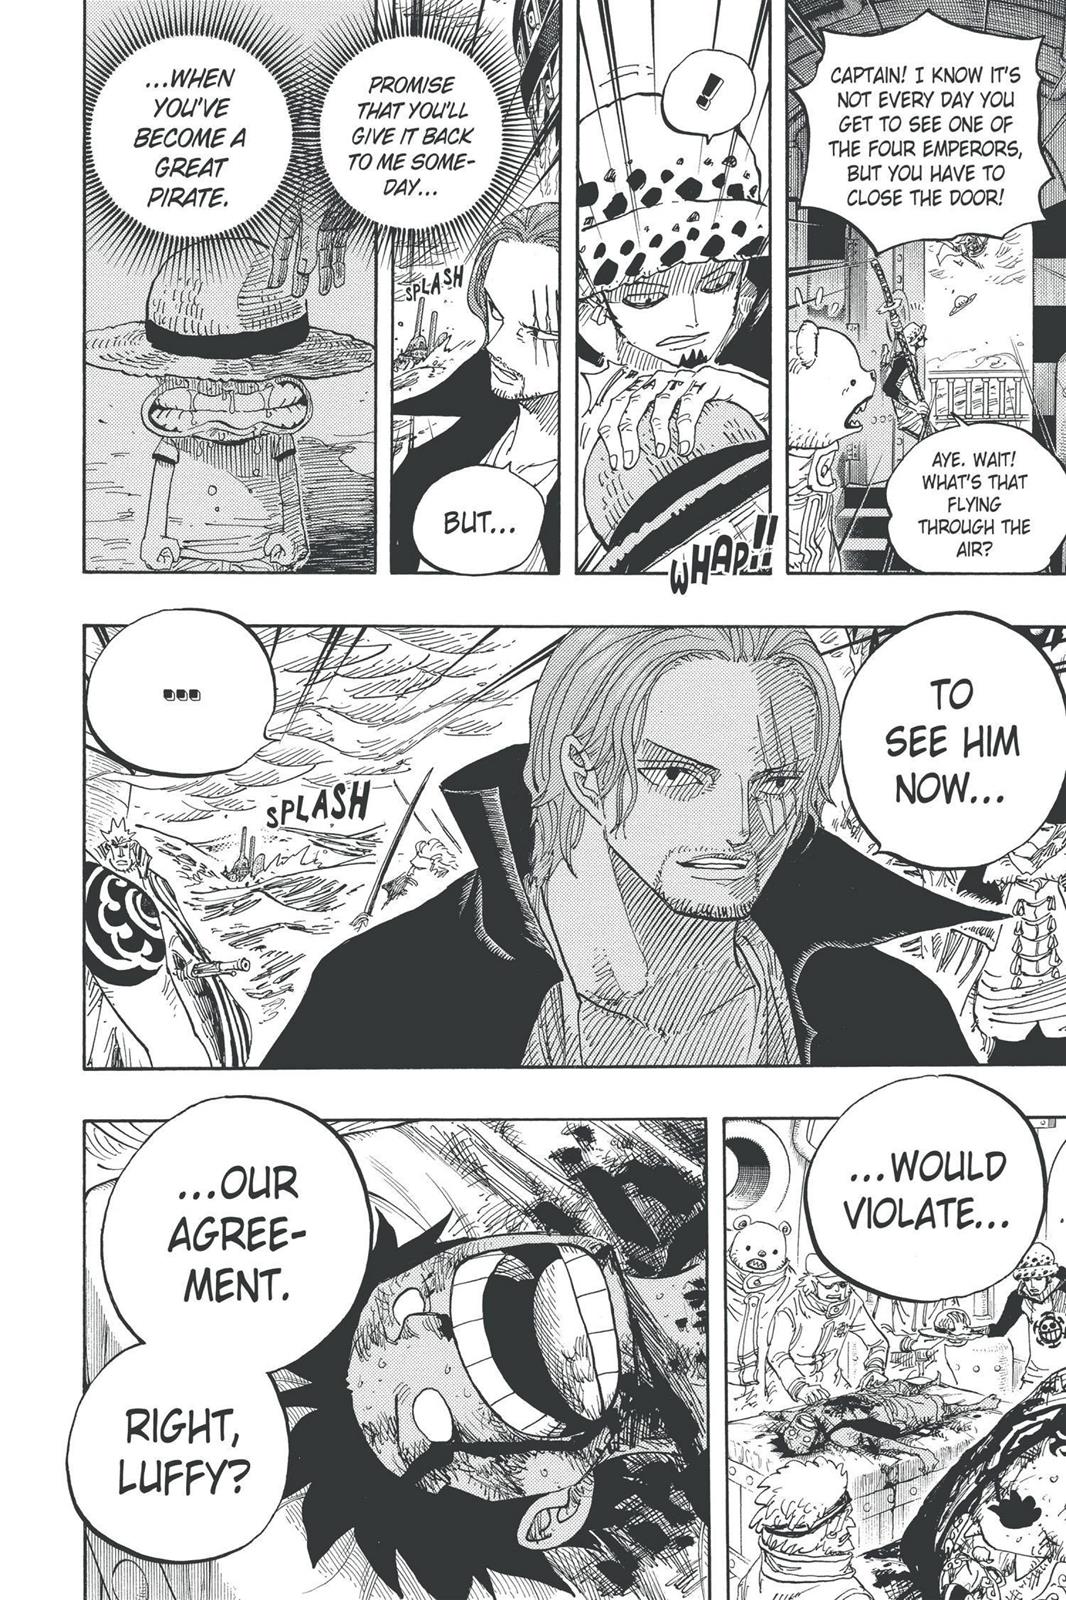 CAPTAIN! I KNOW IT'S
NOT EVERY DAY YOU
GET TO SEE ONE OF
THE FOUR EMPERORS,
BUT YOU HAVE TO
CLOSE THE DOOR!
AYE. WAIT!
WHAT'S THAT
FLYING
THROUGH THE
AIR?
!
DEATH
WHAP!!
PROMISE
THAT YOU'LL
GIVE IT BACK
TO ME SOME-
DAY...
SPLASH
BUT...
...WHEN
YOU'VE
BECOME A
GREAT
PIRATE.
TO
SEE HIM
NOW...
SPLASH
...
...WOULD
VIOLATE...
...OUR
AGREE-
MENT.
RIGHT,
LUFFY?